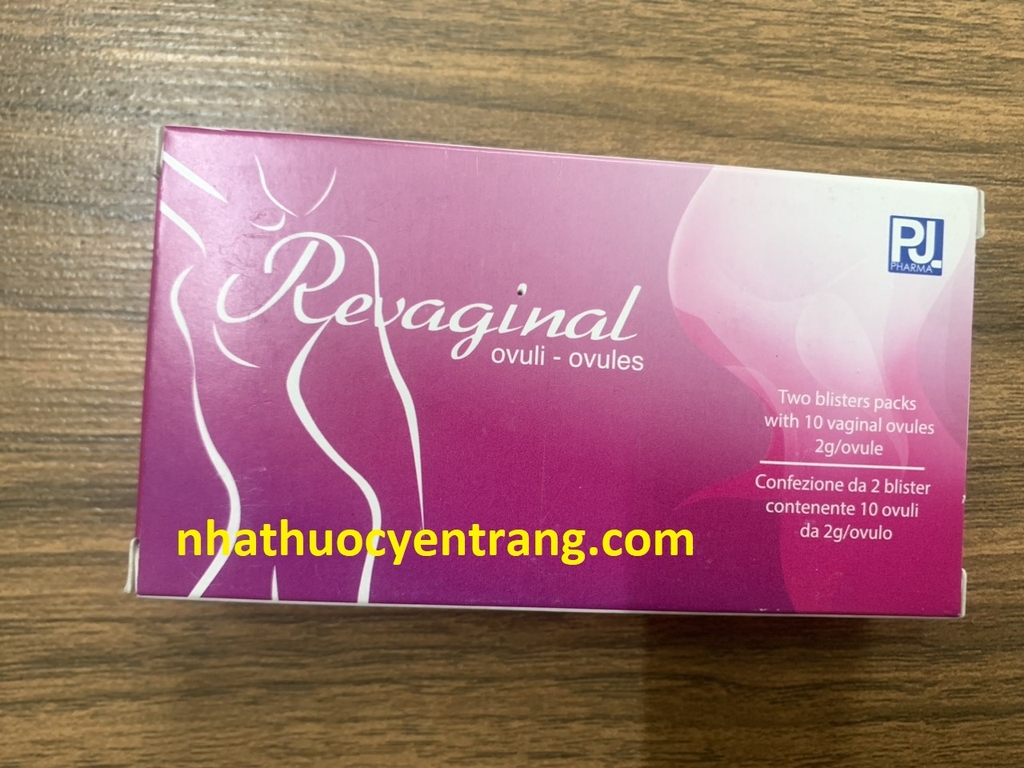 PJ
PHARMA
Revaginal
ovuli - ovules
Two blisters packs
with 10 vaginal ovules
2g/ovule
Confezione da 2 blister
contenente 10 ovuli
da 2g/ovulo
nhathuocyentrang.com